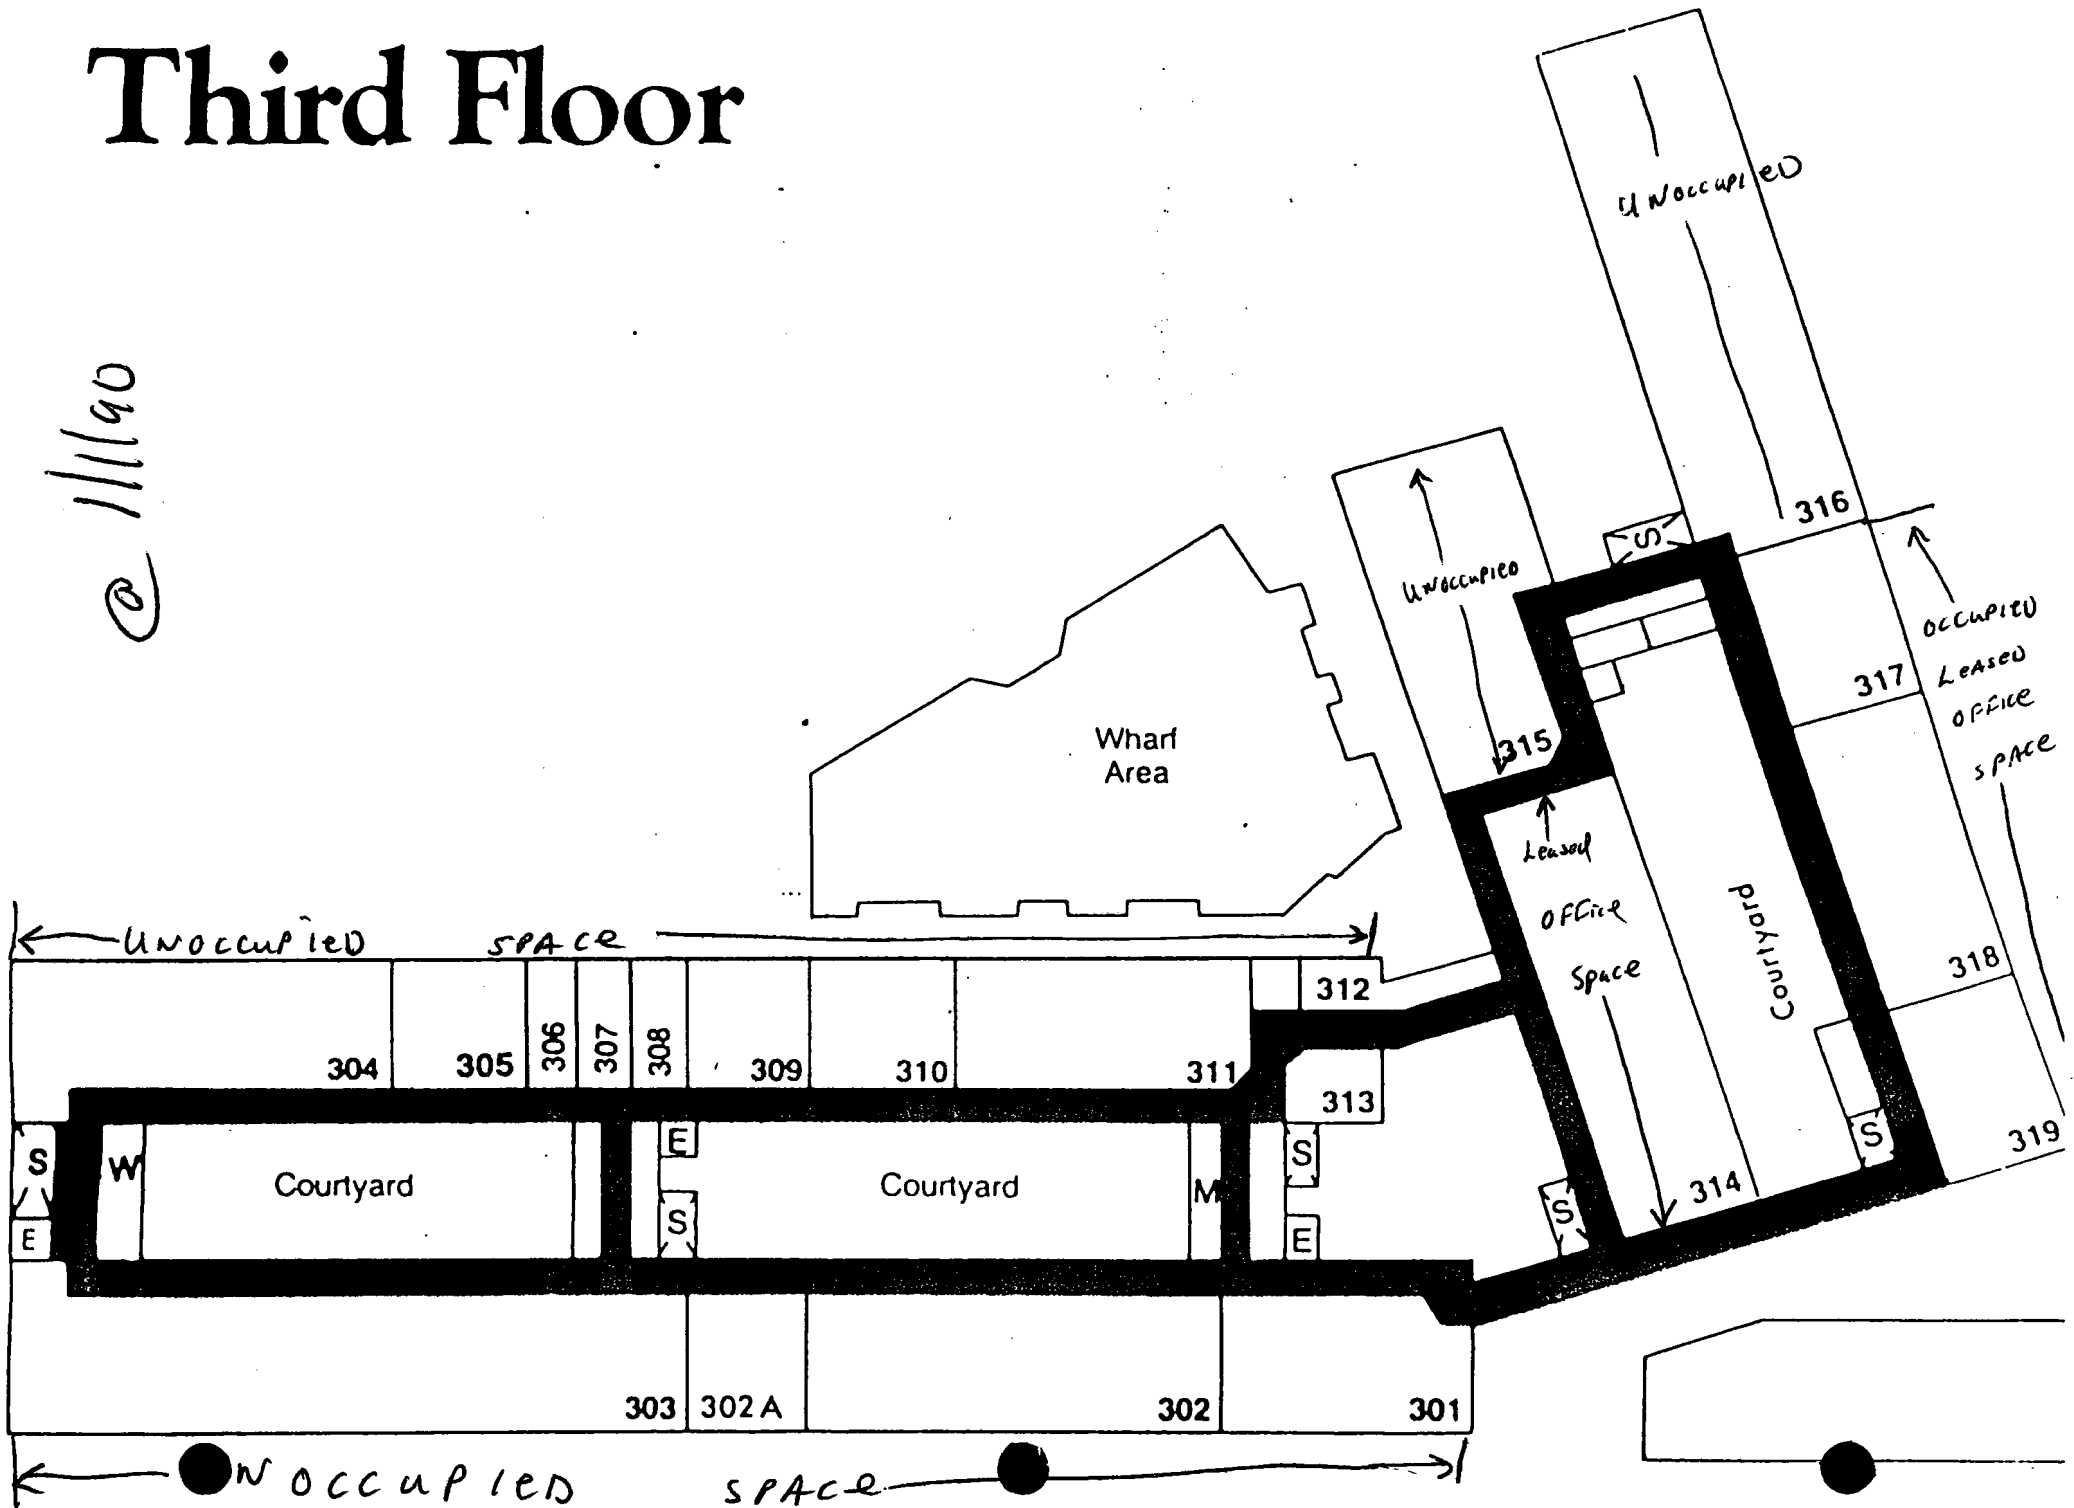 Third Floor
@ 1/1/90
UNOCCUPIED
316
S
OCCUPIED
LEASED
OFFICE
SPACE
UNOCCUPIED
317
315
Wharf
Area
Leased
OFFice
Space
Courtyard
318
UNOCCUPIED SPACE
312
304
305
306
307
308
309
310
311
313
319
S
W
Courtyard
E
Courtyard
M
S
S
E
S
E
S
314
303
302A
302
301
NOCCUPIED SPACE